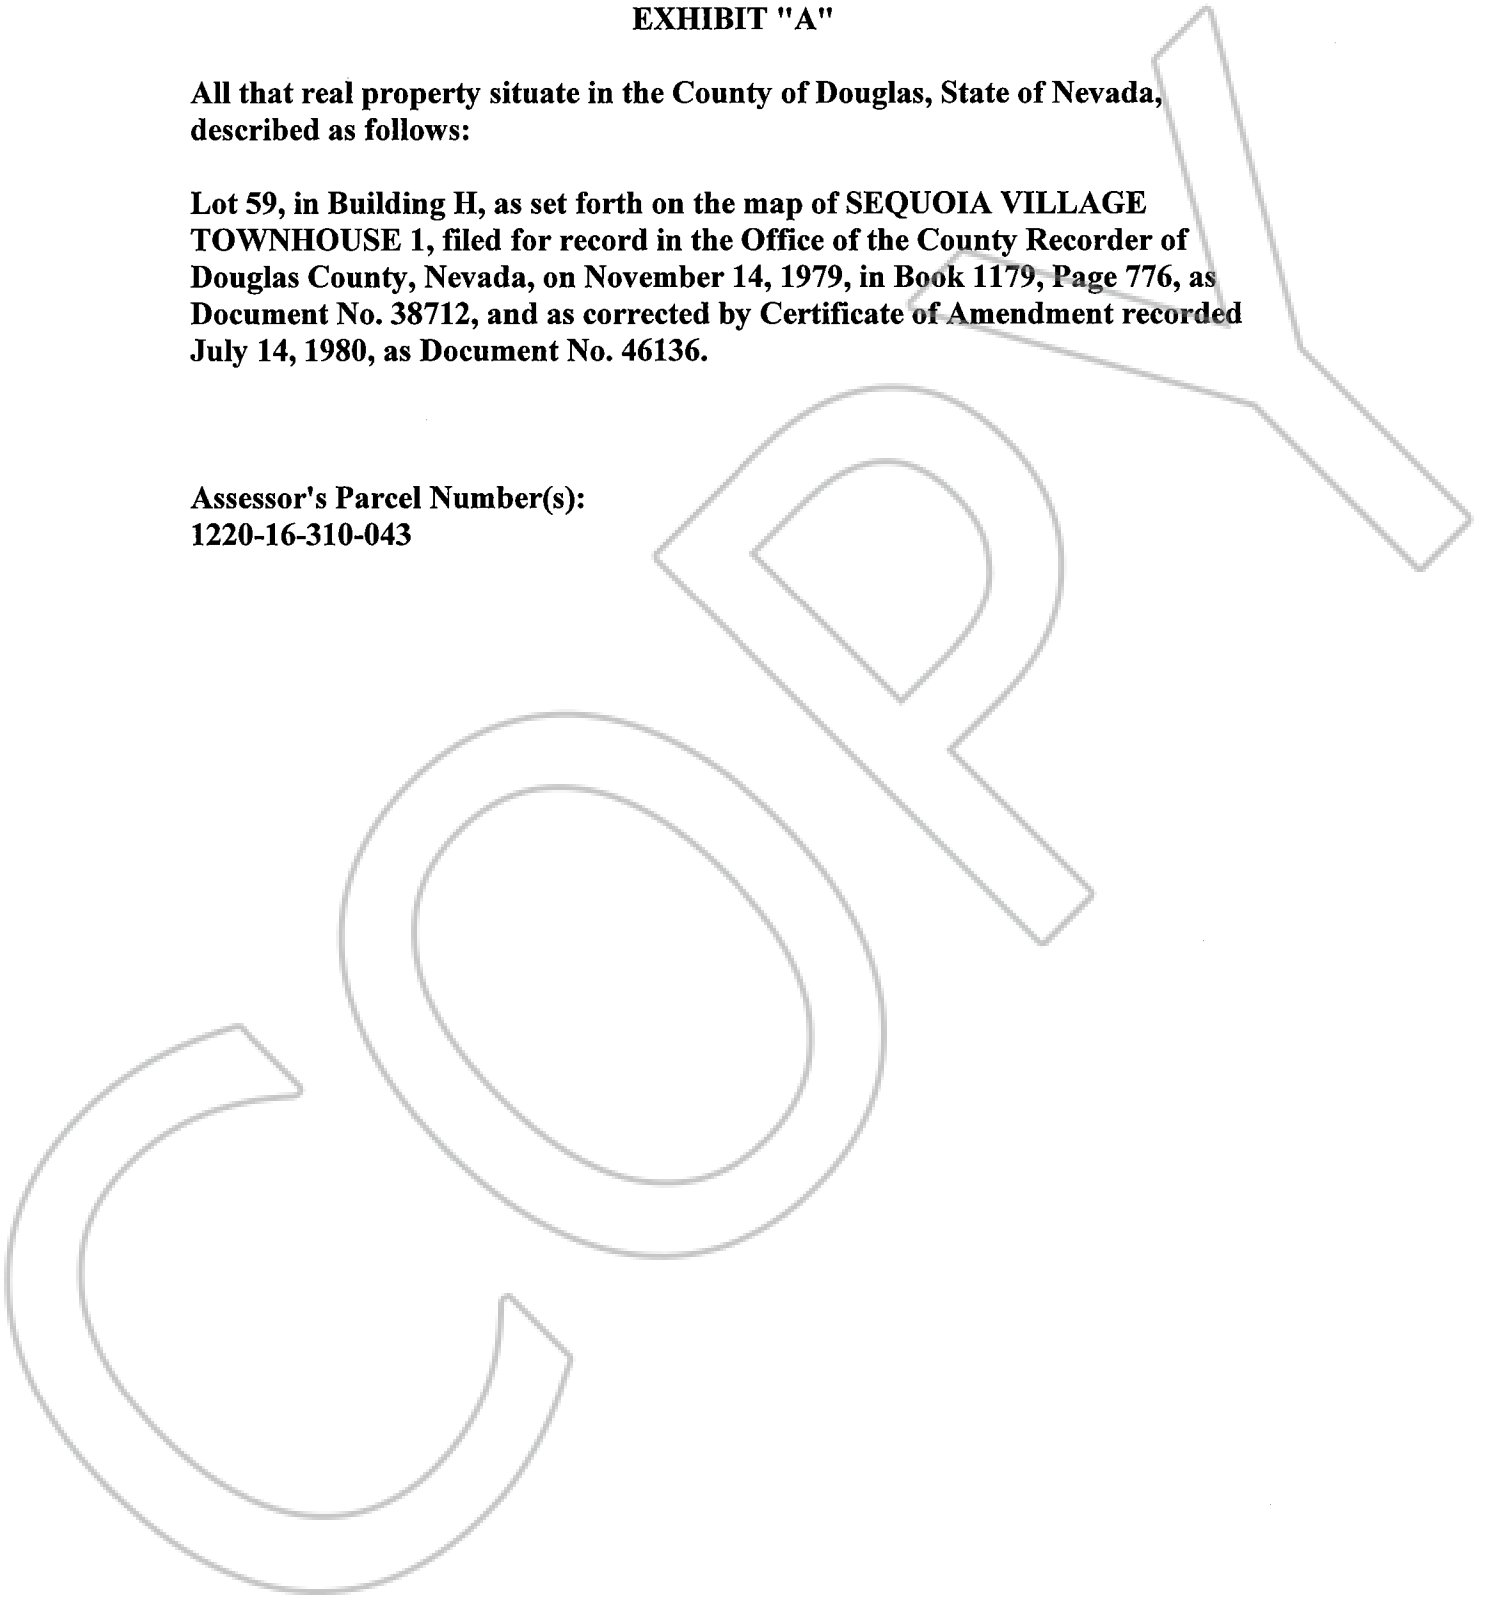 EXHIBIT "A"
All that real property situate in the County of Douglas, State of Nevada,
described as follows:
Lot 59, in Building H, as set forth on the map of SEQUOIA VILLAGE
TOWNHOUSE 1, filed for record in the Office of the County Recorder of
Douglas County, Nevada, on November 14, 1979, in Book 1179, Page 776, as
Document No. 38712, and as corrected by Certificate of Amendment recorded
July 14, 1980, as Document No. 46136.
Assessor's Parcel Number(s):
1220-16-310-043
COPY